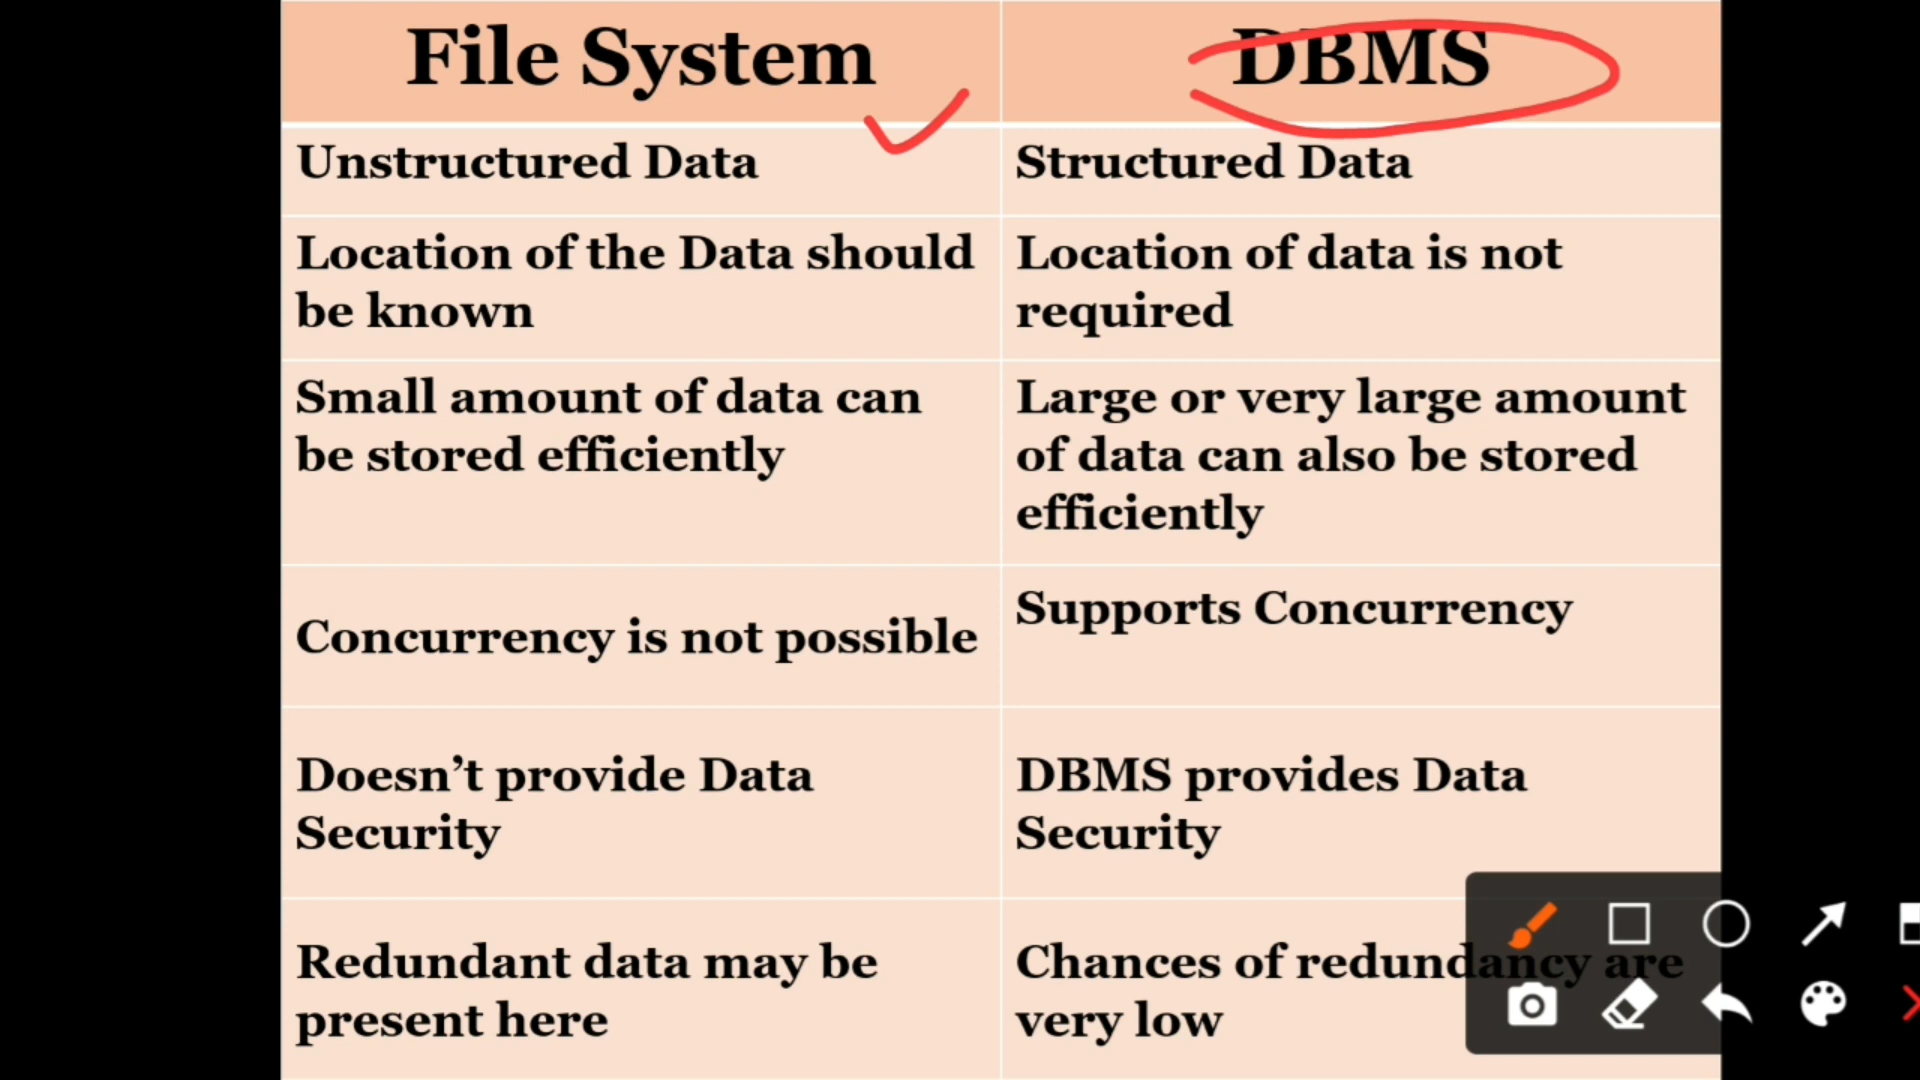 File System
DBMS
Unstructured Data
Structured Data
Location of the Data should
be known
Location of data is not
required
Small amount of data can
be stored efficiently
Large or very large amount
of data can also be stored
efficiently
Concurrency is not possible
Supports Concurrency
Doesn’t provide Data
Security
DBMS provides Data
Security
Redundant data may be
present here
Chances of redundancy are
very low